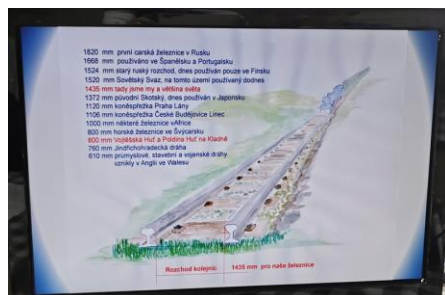 1820 mm první carská železnice v Rusku
1668 mm používáno ve Španělsku a Portugalsku
1524 mm starý ruský rozchod, dnes používán pouze ve Finsku
1520 mm Sovětský Svaz, na tomto území používaný dodnes
1435 mm tady jsme my a většina světa
1372 mm původní Skotský, dnes používán v Japonsku
1120 mm koněspřežka Praha Lány
1106 mm koněspřežka České Budějovice Linec
1000 mm některé železnice vAfrice
800 mm horské železnice ve Švýcarsku
800 mm Vojtěšská Huť a Poldina Huť na Kladně
760 mm Jindřichohradecká dráha
610 mm průmyslové, stavební a vojenské dráhy
vznikly v Anglii ve Walesu
Rozchod kolejnic 1435 mm pro naše železnice